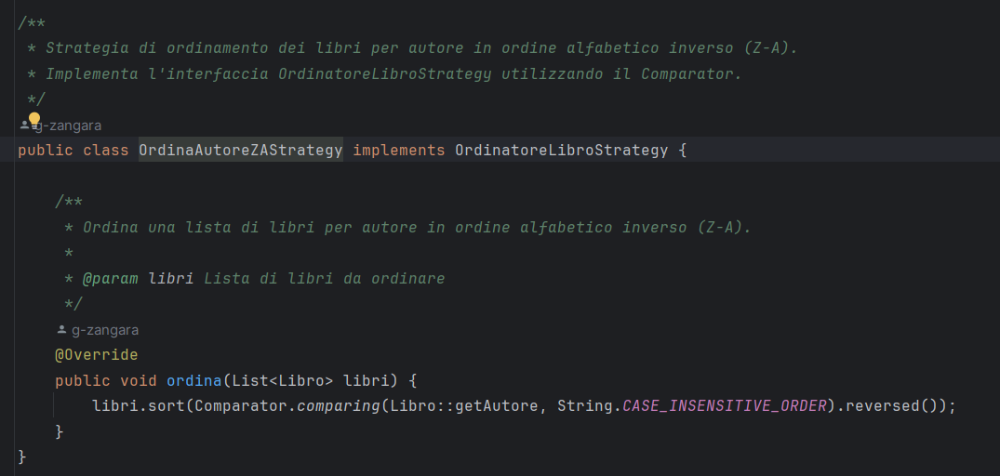 /**
 * Strategia di ordinamento dei libri per autore in ordine alfabetico inverso (Z-A).
 * Implementa l'interfaccia OrdinatoreLibroStrategy utilizzando il Comparator.
 */
g-zangara
public class OrdinaAutoreZAStrategy implements OrdinatoreLibroStrategy {
    /**
     * Ordina una lista di libri per autore in ordine alfabetico inverso (Z-A).
     *
     * @param libri Lista di libri da ordinare
     */
    g-zangara
    @Override
    public void ordina(List<Libro> libri) {
        libri.sort(Comparator.comparing(Libro::getAutore, String.CASE_INSENSITIVE_ORDER).reversed());
    }
}